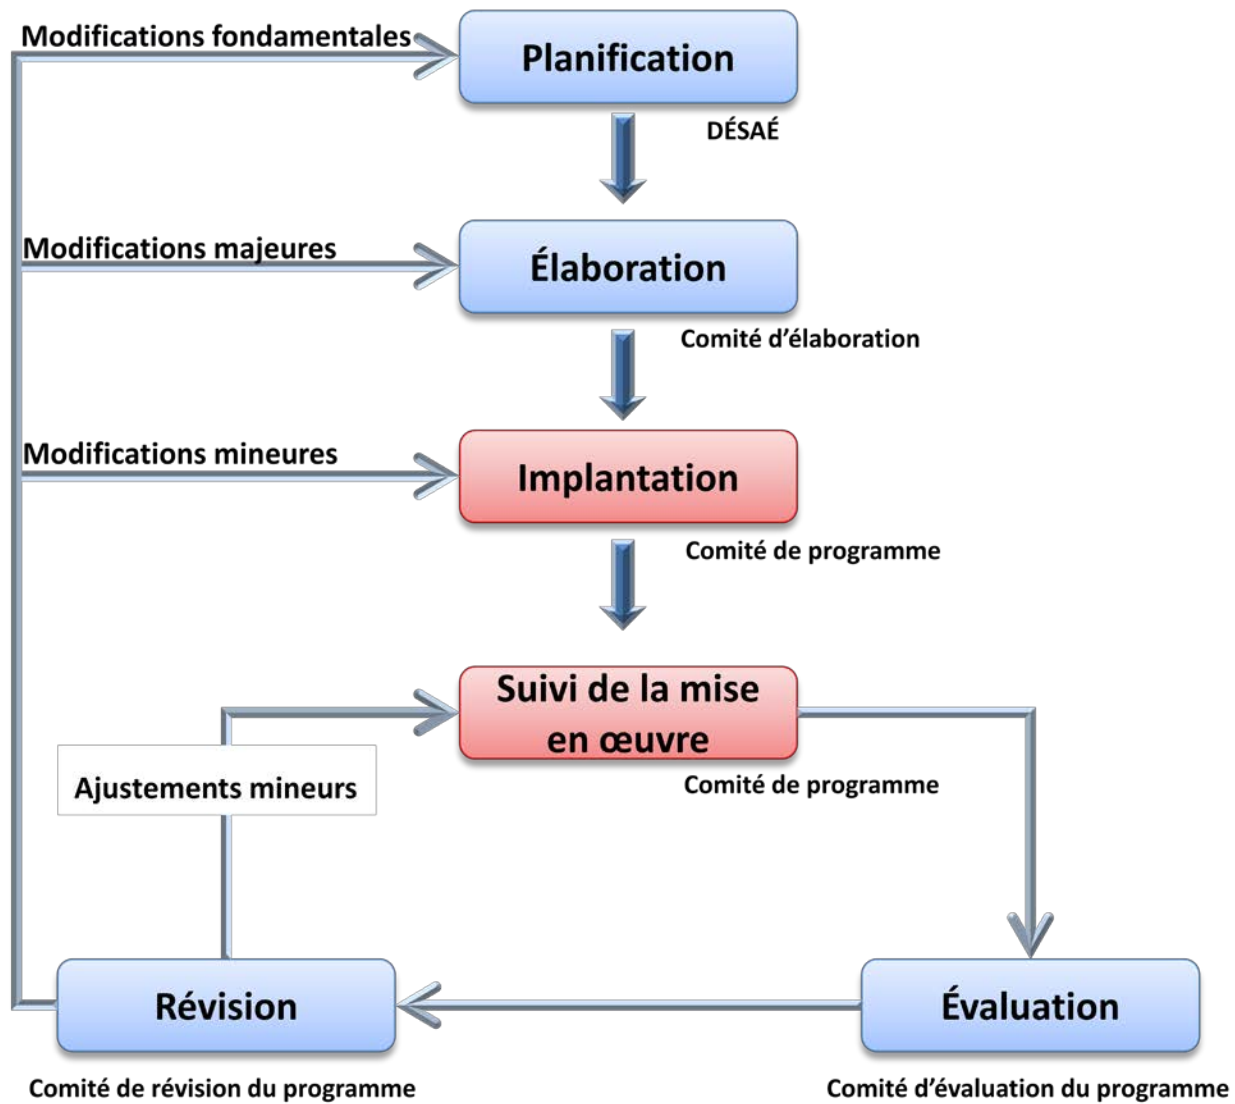 Modifications fondamentales
Planification
DÉSAÉ
Modifications majeures
Élaboration
Comité d’élaboration
Modifications mineures
Implantation
Comité de programme
Suivi de la mise
en œuvre
Ajustements mineurs
Comité de programme
Révision
Évaluation
Comité de révision du programme
Comité d’évaluation du programme